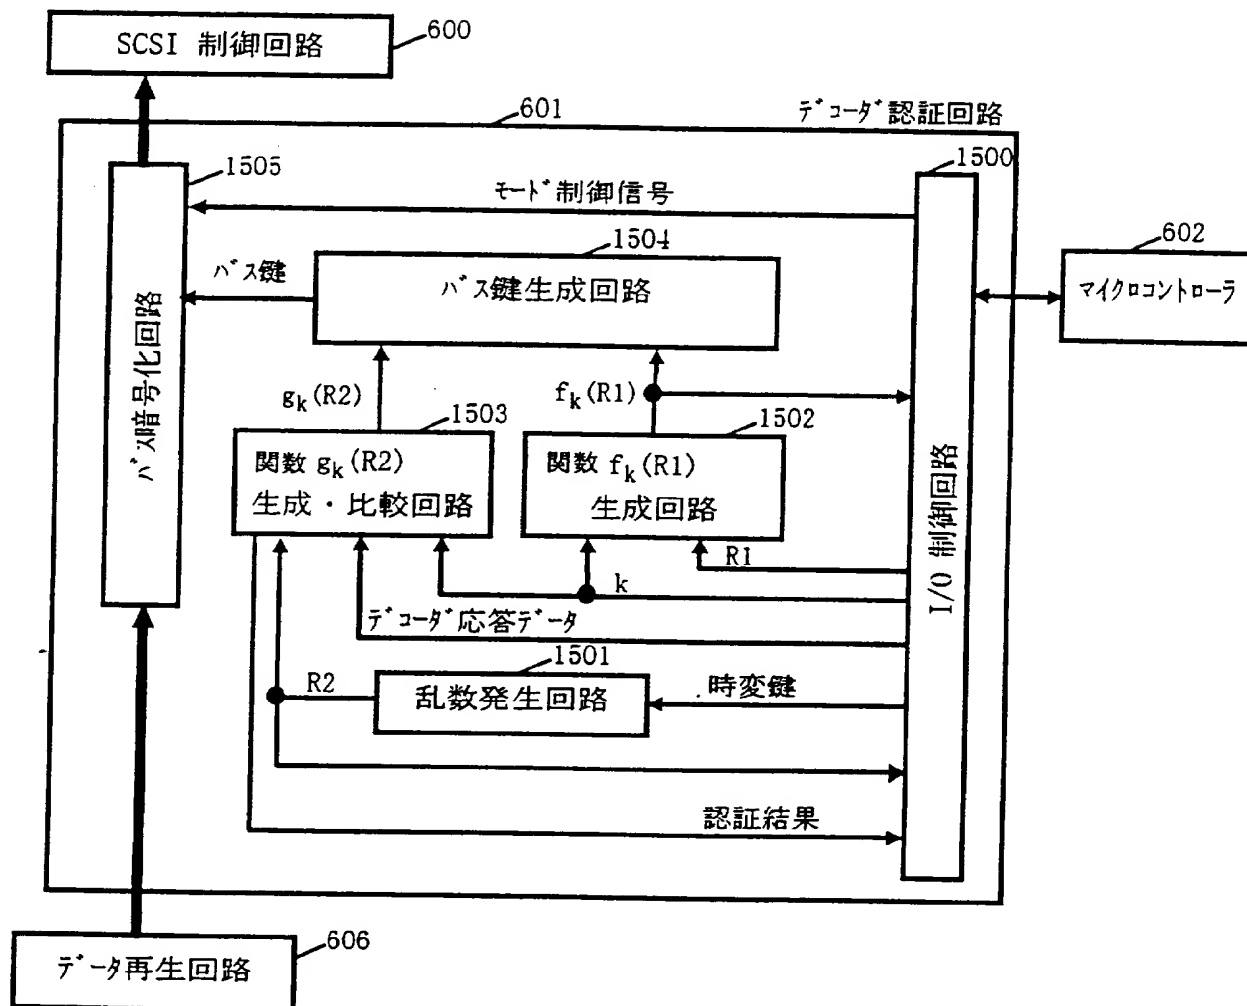 SCSI 制御回路
600
601
デコーダ認証回路
1505
1500
モード制御信号
1504
602
バス鍵
バス鍵生成回路
マイクロコントローラ
バス暗号化回路
gk(R2)
fk(R1)
1503
1502
関数 gk(R2)
生成・比較回路
関数 fk(R1)
生成回路
I/O 制御回路
R1
k
デコーダ応答データ
1501
R2
乱数発生回路
時変鍵
認証結果
606
データ再生回路